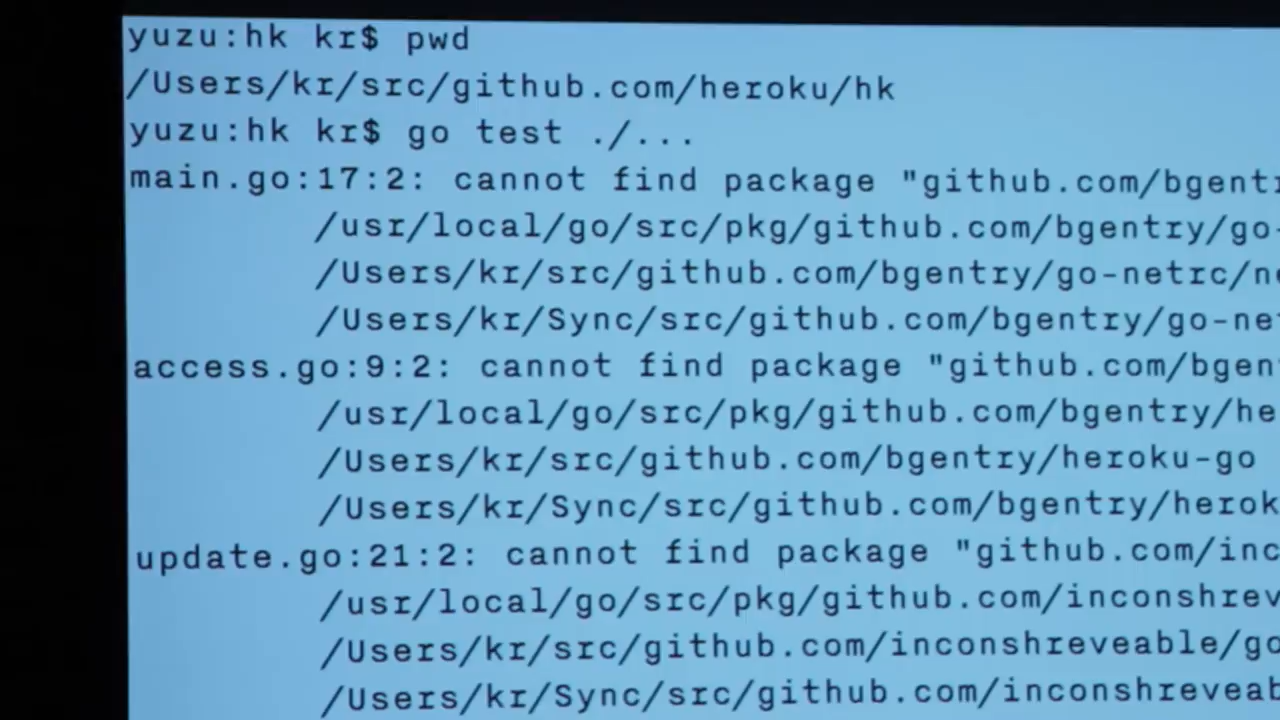 yuzu:hk kr$ pwd
/Users/kr/src/github.com/heroku/hk
yuzu:hk kr$ go test ./...
main.go:17:2: cannot find package "github.com/bgent
/usr/local/go/src/pkg/github.com/bgentry/go-
/Users/kr/src/github.com/bgentry/go-netrc/ne
/Users/kr/Sync/src/github.com/bgentry/go-ne
access.go:9:2: cannot find package "github.com/bgen
/usr/local/go/src/pkg/github.com/bgentry/he
/Users/kr/src/github.com/bgentry/heroku-go
/Users/kr/Sync/src/github.com/bgentry/herok
update.go:21:2: cannot find package "github.com/inc
/usr/local/go/src/pkg/github.com/inconshrev
/Users/kr/src/github.com/inconshreveable/go
/Users/kr/Sync/src/github.com/inconshreveab